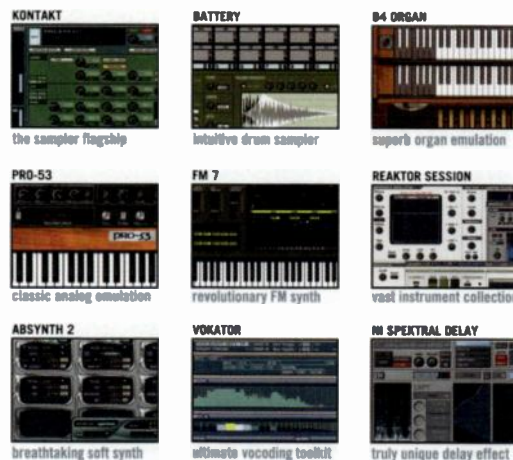 KONTAKT
the sampler flagship
BATTERY
intuitive drum sampler
B4 ORGAN
superb organ emulation
PRO-53
PRO-53
classic analog emulation
FM 7
revolutionary FM synth
REAKTOR SESSION
vast instrument collection
ABSYNTH 2
breathtaking soft synth
VOKATOR
ultimate vocoding toolkit
NI SPEKTRAL DELAY
truly unique delay effect